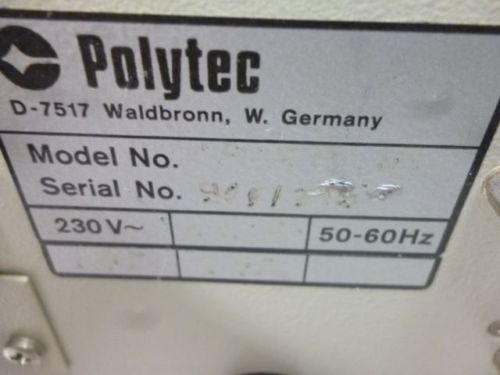 Polytec
D-7517 Waldbronn, W. Germany
Model No.
Serial No.
230 V~ 50-60Hz